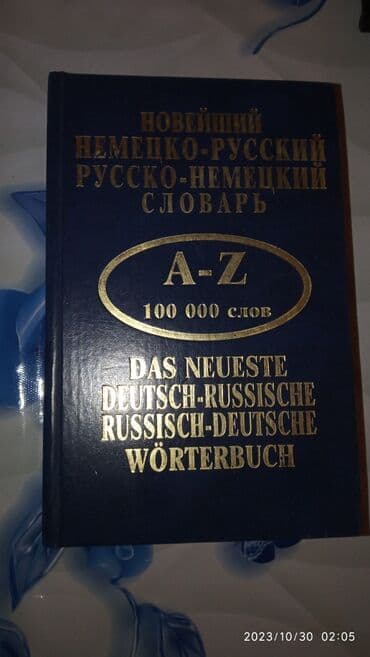 НОВЕЙШИЙ
НЕМЕЦКО-РУССКИЙ
РУССКО-НЕМЕЦКИЙ
СЛОВАРЬ
A-Z
100 000 слов
DAS NEUESTE
DEUTSCH-RUSSISCHE
RUSSISCH-DEUTSCHE
WÖRTERBUCH
2023/10/30 02:05